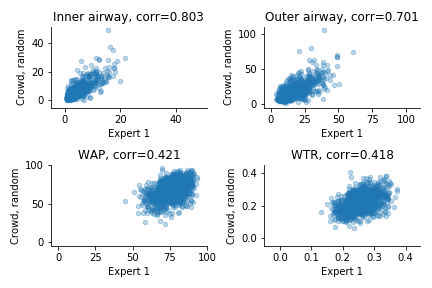 Inner airway, corr=0.803
Crowd, random
40
20
0
0 20 40
Expert 1
Outer airway, corr=0.701
Crowd, random
100
50
0
0 25 50 75 100
Expert 1
WAP, corr=0.421
Crowd, random
100
50
0
0 25 50 75 100
Expert 1
WTR, corr=0.418
Crowd, random
0.4
0.2
0.0
0.0 0.1 0.2 0.3 0.4
Expert 1